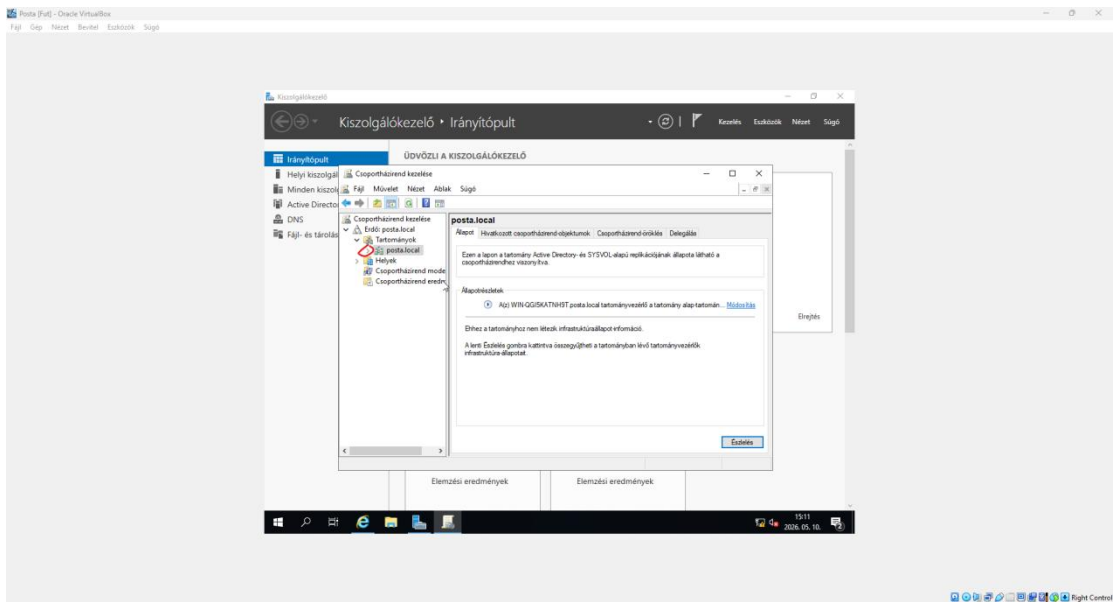 Posta [Fut] - Oracle VirtualBox
Fájl Gép Nézet Bevitel Eszközök Súgó
Kiszolgálókezelő
Kiszolgálókezelő ‣ Irányítópult
Kezelés Eszközök Nézet Súgó
Irányítópult
Helyi kiszolgál
Minden kiszol
Active Directo
DNS
Fájl- és tárolás
ÜDVÖZLI A KISZOLGÁLÓKEZELŐ
Csoportházirend kezelése
Fájl Művelet Nézet Ablak Súgó
Csoportházirend kezelése
Erdő: posta.local
Tartományok
posta.local
Helyek
Csoportházirend mode
Csoportházirend eredm
posta.local
Állapot Hivatkozott csoportházirend-objektumok Csoportházirend-öröklés Delegálás
Ezen a lapon a tartomány Active Directory- és SYSVOL-alapú replikációjának állapota látható a
csoportházirendhez viszonyítva.
Állapotrészletek
A(z) WIN-QGI5KATNH9T.posta.local tartományvezérlő a tartomány alap-tartomán... Módosítás
Ehhez a tartományhoz nem létezik infrastruktúraállapot-információ.
A lenti Észlelés gombra kattintva összegyűjtheti a tartományban lévő tartományvezérlők
infrastruktúra-állapotait.
Észlelés
Elrejtés
Elemzési eredmények Elemzési eredmények
15:11
2026. 05. 10.
2
Right Control